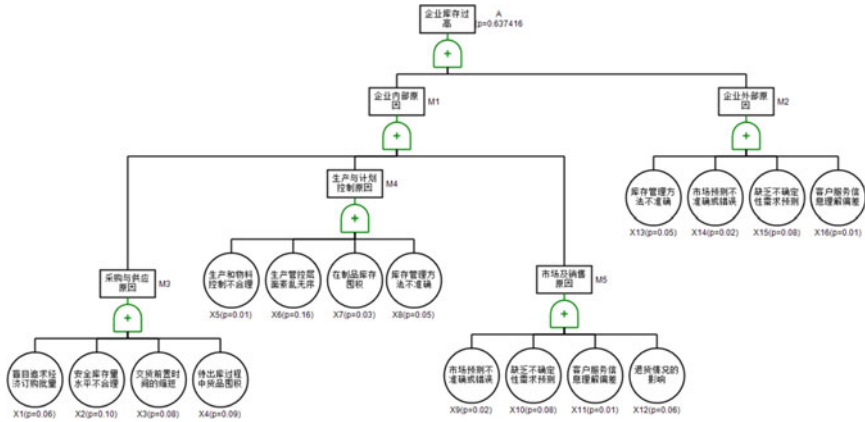 企业库存过
高
A
(p=0.637416
+
企业内部原
因
M1
企业外部原
因
M2
+
+
生产与计划
控制原因
M4
+
库存管理方
法不准确
市场预测不
准确或错误
缺乏不确定
性需求预测
客户服务信
息理解偏差
X13(p=0.05)
X14(p=0.02)
X15(p=0.08)
X16(p=0.01)
采购与供应
原因
M3
+
生产和物料
控制不合理
生产管控层
面紊乱无序
在制品库存
囤积
库存管理方
法不准确
X5(p=0.01)
X6(p=0.16)
X7(p=0.03)
X8(p=0.05)
市场及销售
原因
M5
+
盲目追求经
济订购批量
安全库存量
水平不合理
交货前置时
间的缩短
待出库过程
中货品囤积
X1(p=0.06)
X2(p=0.10)
X3(p=0.08)
X4(p=0.09)
市场预测不
准确或错误
缺乏不确定
性需求预测
客户服务信
息理解偏差
退货情况的
影响
X9(p=0.02)
X10(p=0.08)
X11(p=0.01)
X12(p=0.06)